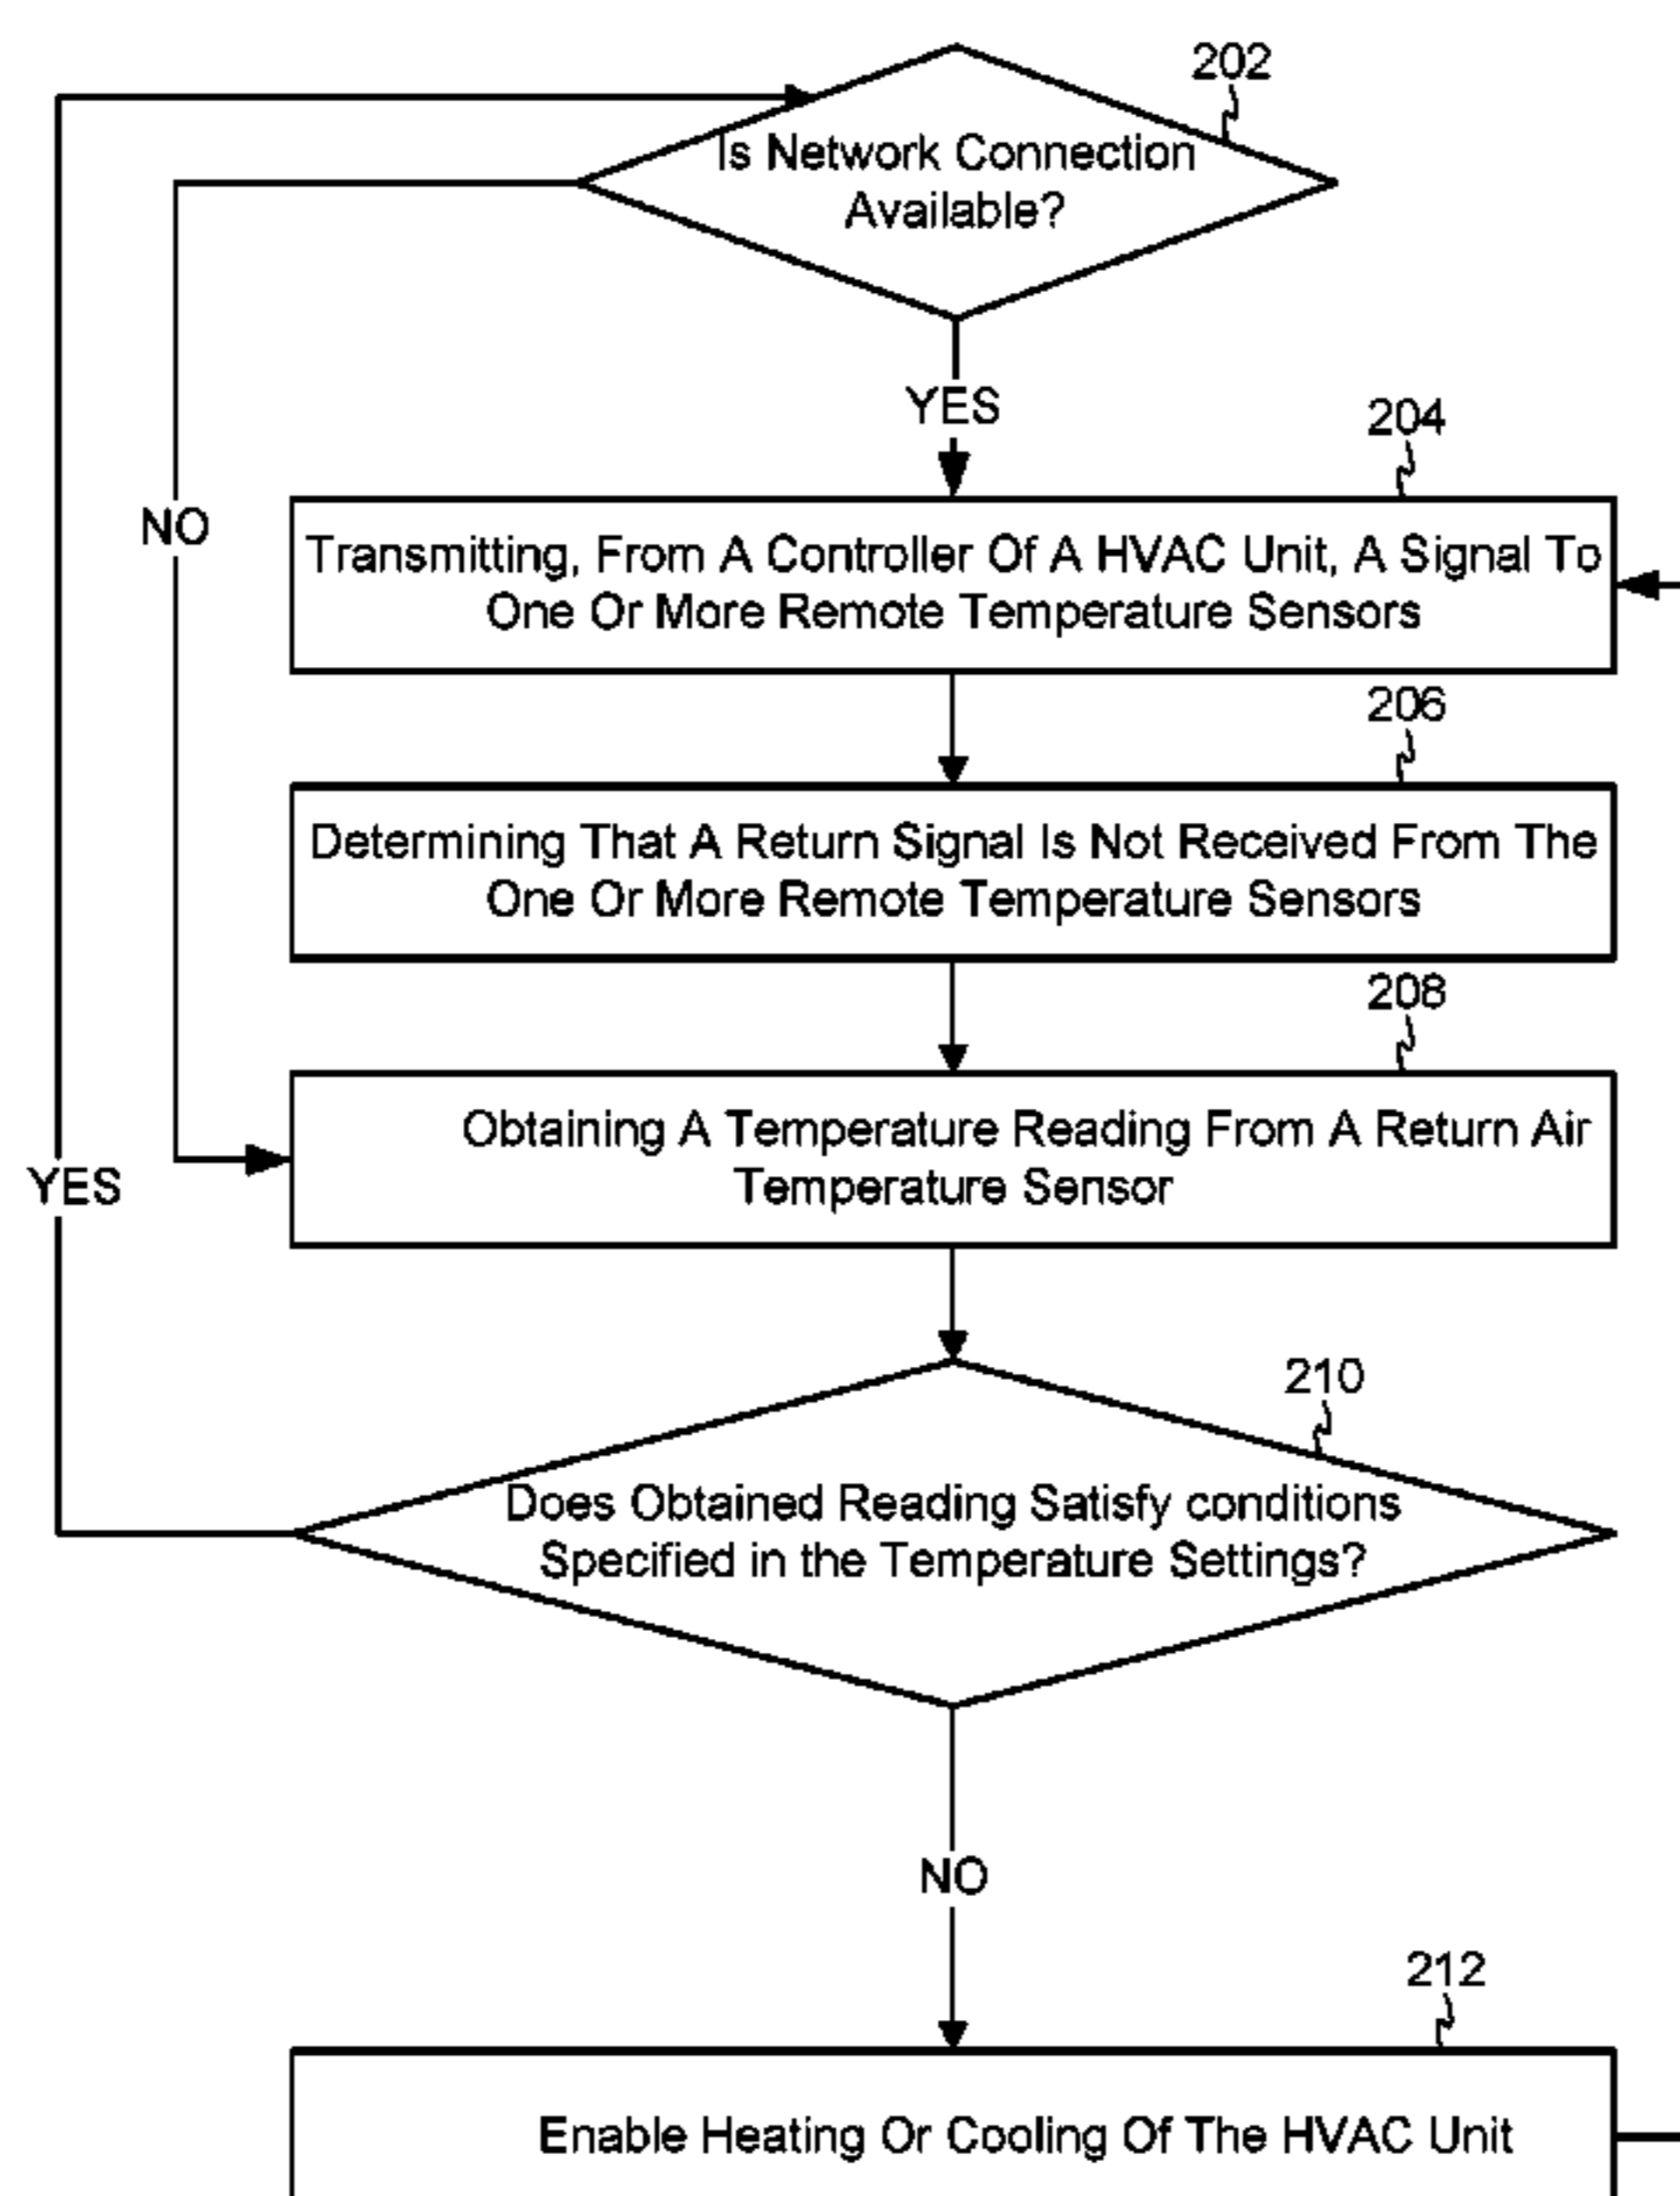 202
Is Network Connection
Available?
YES
204
NO
Transmitting, From A Controller Of A HVAC Unit, A Signal To
One Or More Remote Temperature Sensors
206
Determining That A Return Signal Is Not Received From The
One Or More Remote Temperature Sensors
208
Obtaining A Temperature Reading From A Return Air
Temperature Sensor
YES
210
Does Obtained Reading Satisfy conditions
Specified in the Temperature Settings?
NO
212
Enable Heating Or Cooling Of The HVAC Unit